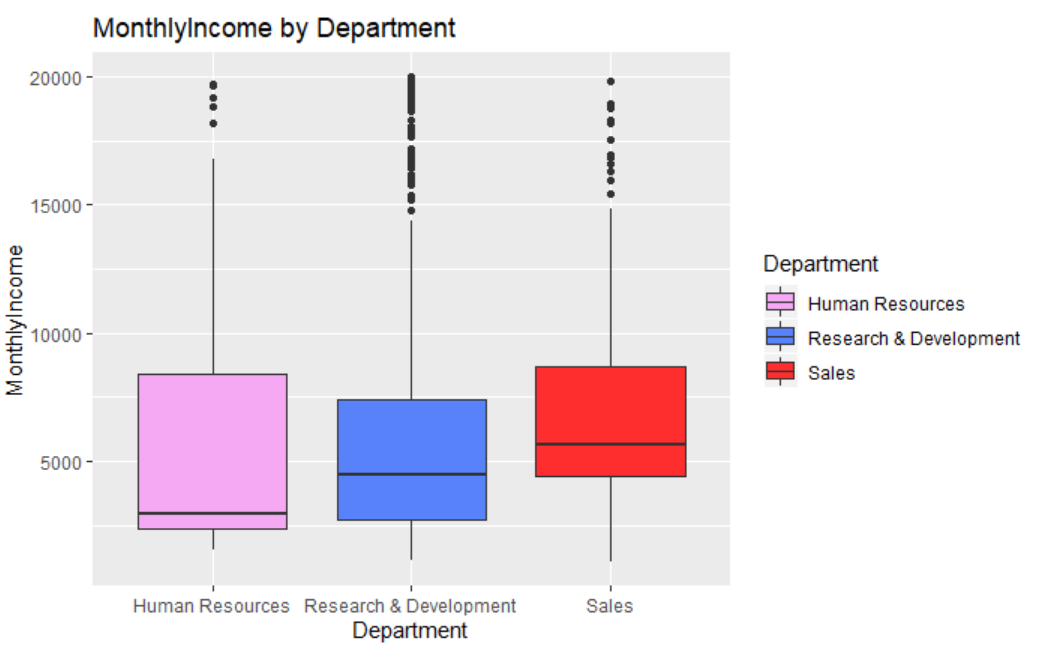 MonthlyIncome by Department
20000
15000
10000
5000
MonthlyIncome
Human Resources
Research & Development
Sales
Department
Department
Human Resources
Research & Development
Sales